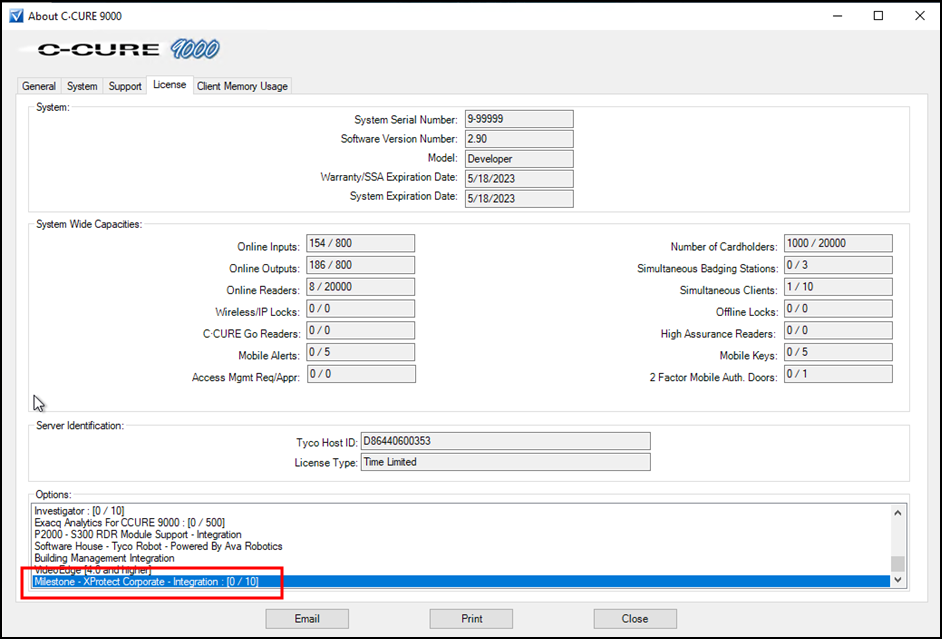 About C-CURE 9000
C-CURE 9000
General System Support License Client Memory Usage
System:
System Serial Number: 9-99999
Software Version Number: 2.90
Model: Developer
Warranty/SSA Expiration Date: 5/18/2023
System Expiration Date: 5/18/2023
System Wide Capacities:
Online Inputs: 154 / 800 Number of Cardholders: 1000 / 20000
Online Outputs: 186 / 800 Simultaneous Badging Stations: 0 / 3
Online Readers: 8 / 20000 Simultaneous Clients: 1 / 10
Wireless/IP Locks: 0 / 0 Offline Locks: 0 / 0
C·CURE Go Readers: 0 / 0 High Assurance Readers: 0 / 0
Mobile Alerts: 0 / 5 Mobile Keys: 0 / 5
Access Mgmt Req/Appr: 0 / 0 2 Factor Mobile Auth. Doors: 0 / 1
Server Identification:
Tyco Host ID: D86440600353
License Type: Time Limited
Options:
Investigator : [0 / 10]
Exacq Analytics For CCURE 9000 : [0 / 500]
P2000 - S300 RDR Module Support - Integration
Software House - Tyco Robot - Powered By Ava Robotics
Building Management Integration
VideoEdge [4.0 and higher]
Milestone - XProtect Corporate - Integration : [0 / 10]
Email Print Close